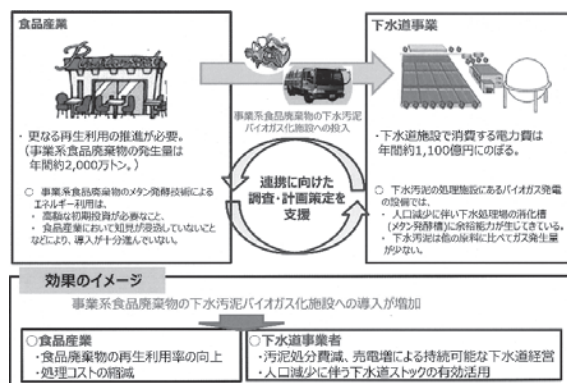 食品産業
・更なる再生利用の推進が必要。
（事業系食品廃棄物の発生量は
年間約2,000万トン。）
○ 事業系食品廃棄物のメタン発酵技術による
エネルギー利用は、
・高額な初期投資が必要なこと、
・食品産業において知見が浸透していないこと
などにより、導入が十分進んでいない。
事業系食品廃棄物の下水汚泥
バイオガス化施設への投入
連携に向けた
調査・計画策定を
支援
下水道事業
・下水道施設で消費する電力費は
年間約1,100億円にのぼる。
○ 下水汚泥の処理施設にあるバイオガス発電
の設備では、
・人口減少に伴い下水処理場の消化槽
（メタン発酵槽）に余裕能力が生じてきている。
・下水汚泥は他の原料に比べてガス発生量
が少ない。
効果のイメージ
事業系食品廃棄物の下水汚泥バイオガス化施設への導入が増加
○食品産業
・食品廃棄物の再生利用率の向上
・処理コストの縮減
○下水道事業者
・汚泥処分費減、売電増による持続可能な下水道経営
・人口減少に伴う下水道ストックの有効活用